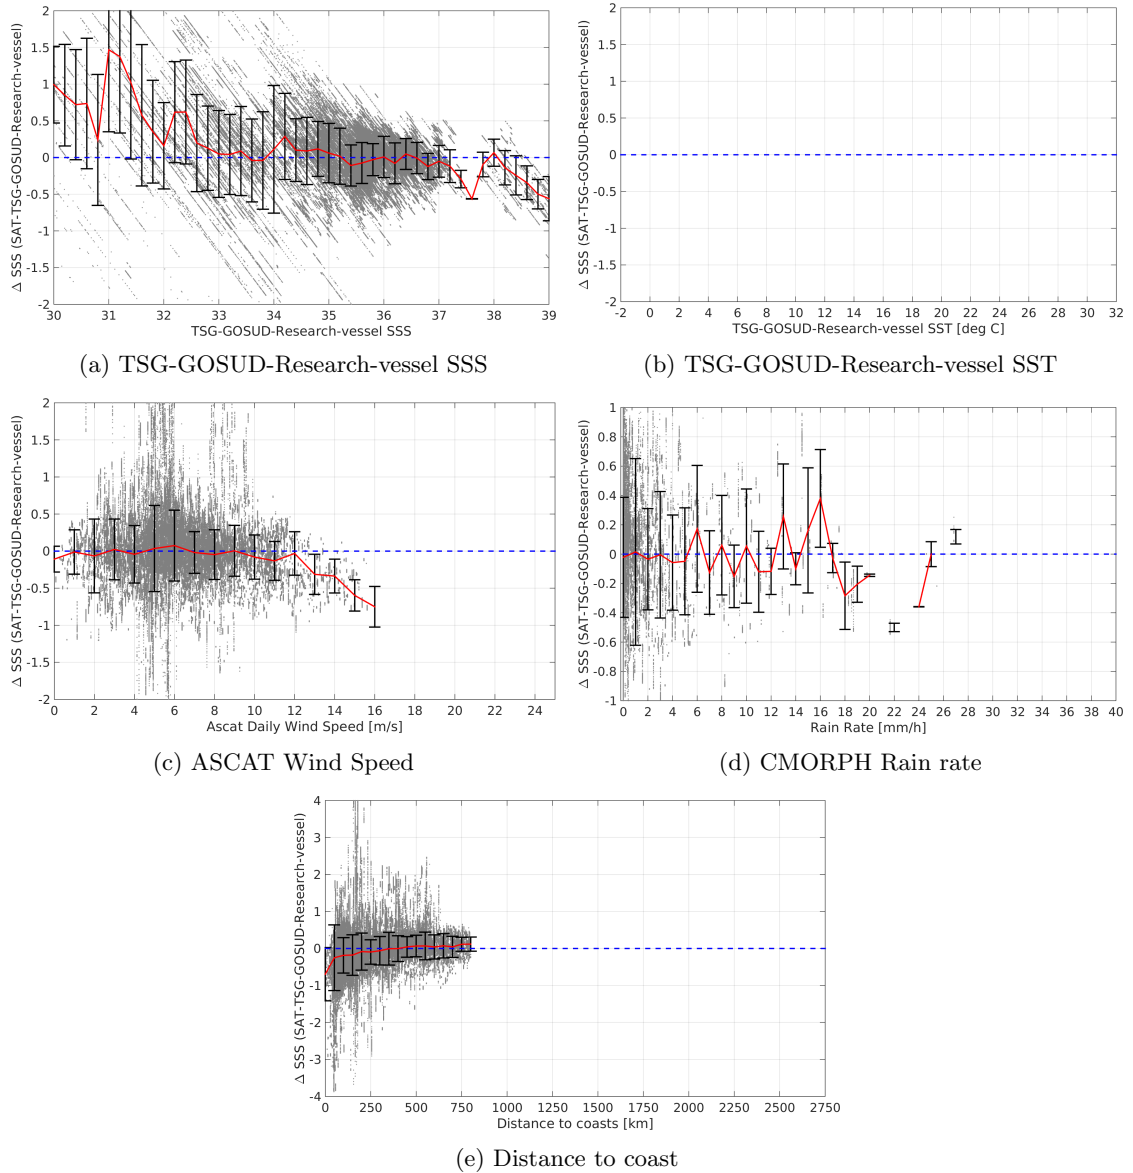 Δ SSS (SAT-TSG-GOSUD-Research-vessel)
2
1.5
1
0.5
0
-0.5
-1
-1.5
-2
30 31 32 33 34 35 36 37 38 39
TSG-GOSUD-Research-vessel SSS
(a) TSG-GOSUD-Research-vessel SSS
Δ SSS (SAT-TSG-GOSUD-Research-vessel)
2
1.5
1
0.5
0
-0.5
-1
-1.5
-2
-2 0 2 4 6 8 10 12 14 16 18 20 22 24 26 28 30 32
TSG-GOSUD-Research-vessel SST [deg C]
(b) TSG-GOSUD-Research-vessel SST
Δ SSS (SAT-TSG-GOSUD-Research-vessel)
2
1.5
1
0.5
0
-0.5
-1
-1.5
-2
0 2 4 6 8 10 12 14 16 18 20 22 24
Ascat Daily Wind Speed [m/s]
(c) ASCAT Wind Speed
Δ SSS (SAT-TSG-GOSUD-Research-vessel)
1
0.8
0.6
0.4
0.2
0
-0.2
-0.4
-0.6
-0.8
-1
0 2 4 6 8 10 12 14 16 18 20 22 24 26 28 30 32 34 36 38 40
Rain Rate [mm/h]
(d) CMORPH Rain rate
Δ SSS (SAT-TSG-GOSUD-Research-vessel)
4
3
2
1
0
-1
-2
-3
-4
0 250 500 750 1000 1250 1500 1750 2000 2250 2500 2750
Distance to coasts [km]
(e) Distance to coast